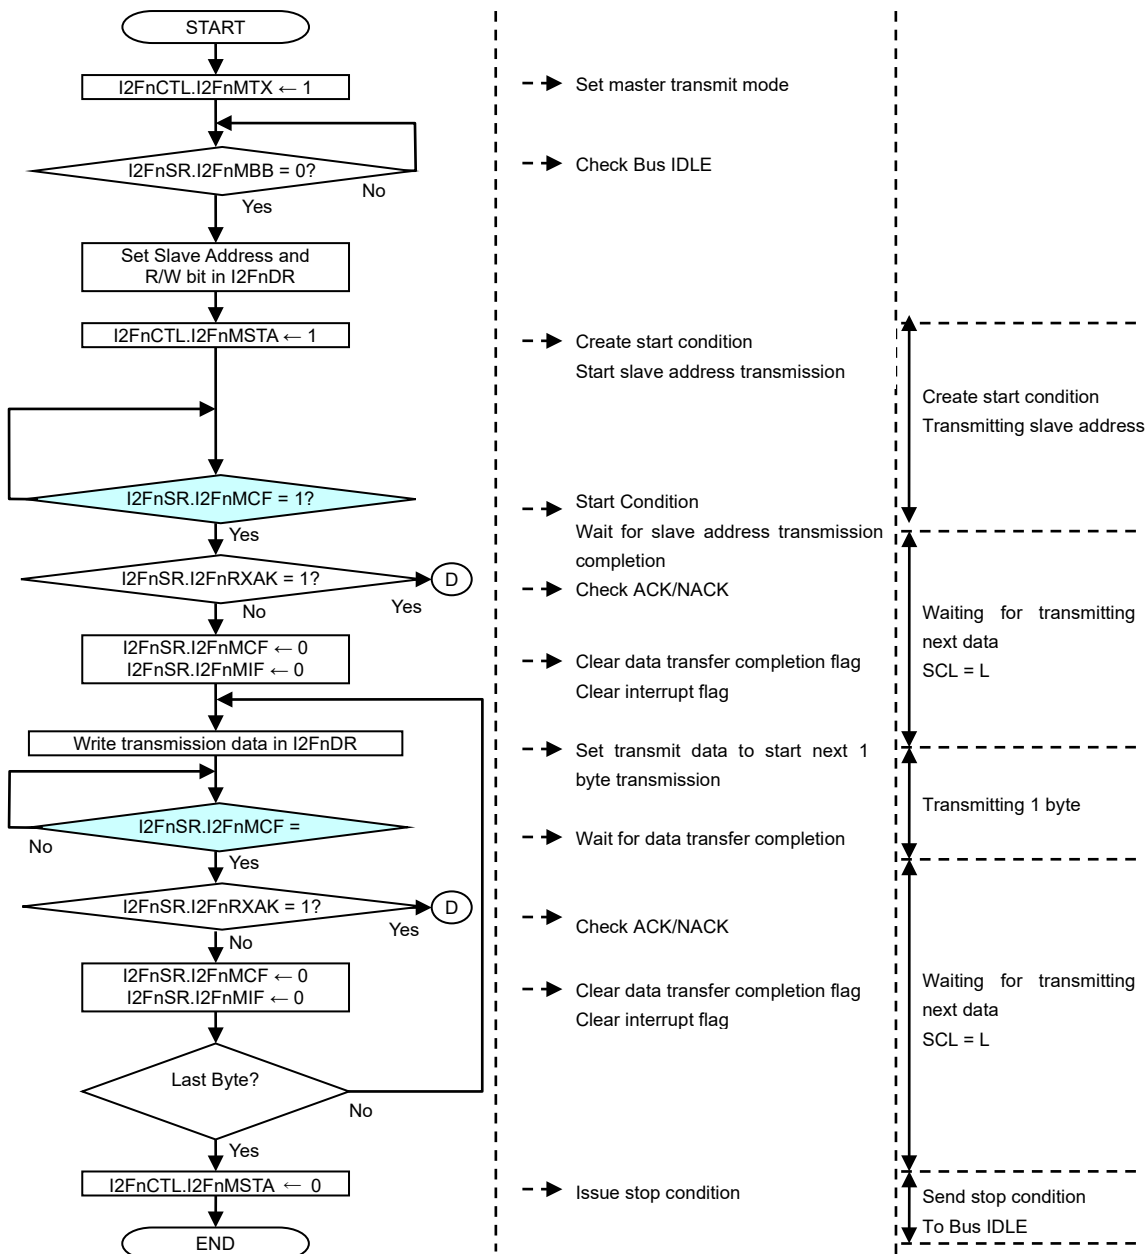 START
I2FnCTL.I2FnMTX ← 1
Set master transmit mode
I2FnSR.I2FnMBB = 0?
No
Yes
Check Bus IDLE
Set Slave Address and
R/W bit in I2FnDR
I2FnCTL.I2FnMSTA ← 1
Create start condition
Start slave address transmission
Create start condition
Transmitting slave address
I2FnSR.I2FnMCF = 1?
Yes
Start Condition
Wait for slave address transmission
completion
I2FnSR.I2FnRXAK = 1?
D
Yes
No
Check ACK/NACK
Waiting for transmitting
next data
SCL = L
I2FnSR.I2FnMCF ← 0
I2FnSR.I2FnMIF ← 0
Clear data transfer completion flag
Clear interrupt flag
Write transmission data in I2FnDR
Set transmit data to start next 1
byte transmission
Transmitting 1 byte
I2FnSR.I2FnMCF =
No
Yes
Wait for data transfer completion
I2FnSR.I2FnRXAK = 1?
D
Yes
No
Check ACK/NACK
I2FnSR.I2FnMCF ← 0
I2FnSR.I2FnMIF ← 0
Clear data transfer completion flag
Clear interrupt flag
Waiting for transmitting
next data
SCL = L
Last Byte?
No
Yes
I2FnCTL.I2FnMSTA ← 0
Issue stop condition
Send stop condition
To Bus IDLE
END